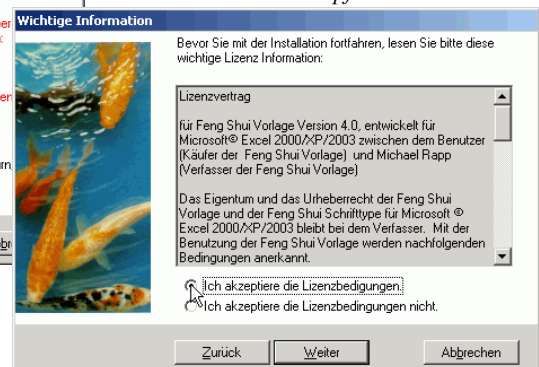 Wichtige Information
Bevor Sie mit der Installation fortfahren, lesen Sie bitte diese
wichtige Lizenz Information:
Lizenzvertrag
für Feng Shui Vorlage Version 4.0, entwickelt für
Microsoft© Excel 2000/XP/2003 zwischen dem Benutzer
(Käufer der Feng Shui Vorlage) und Michael Rapp
(Verfasser der Feng Shui Vorlage)
Das Eigentum und das Urheberrecht der Feng Shui
Vorlage und der Feng Shui Schrifttype für Microsoft ©
Excel 2000/XP/2003 bleibt bei dem Verfasser. Mit der
Benutzung der Feng Shui Vorlage werden nachfolgenden
Bedingungen anerkannt.
Ich akzeptiere die Lizenzbedigungen.
Ich akzeptiere die Lizenzbedingungen nicht.
Zurück Weiter Abbrechen